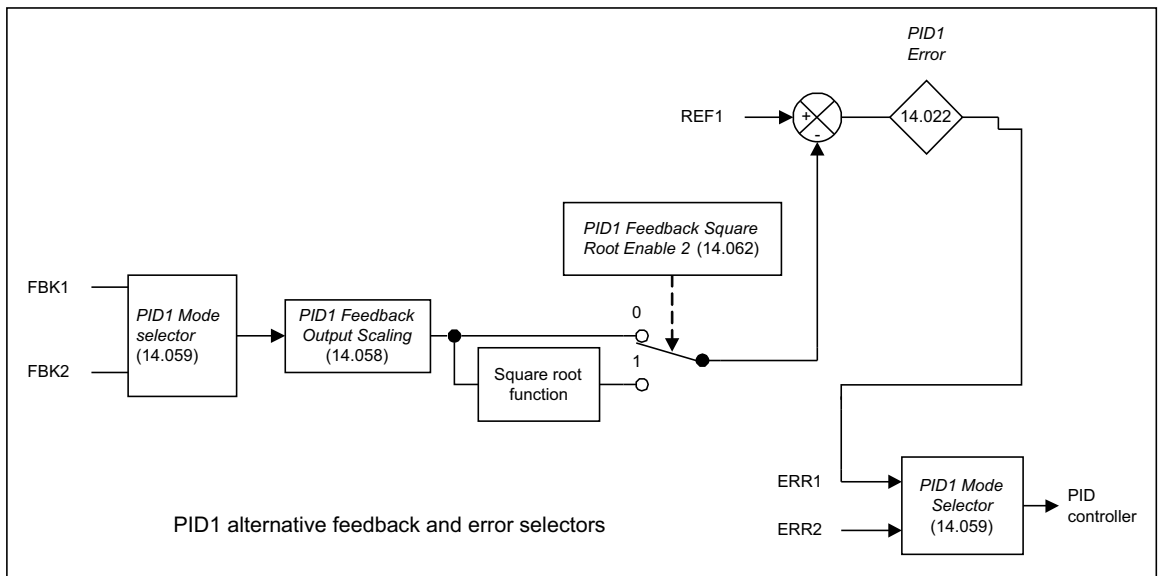 PID1
Error
REF1
+
-
14.022
PID1 Feedback Square
Root Enable 2 (14.062)
FBK1
FBK2
PID1 Mode
selector
(14.059)
PID1 Feedback
Output Scaling
(14.058)
0
1
Square root
function
ERR1
ERR2
PID1 Mode
Selector
(14.059)
PID
controller
PID1 alternative feedback and error selectors